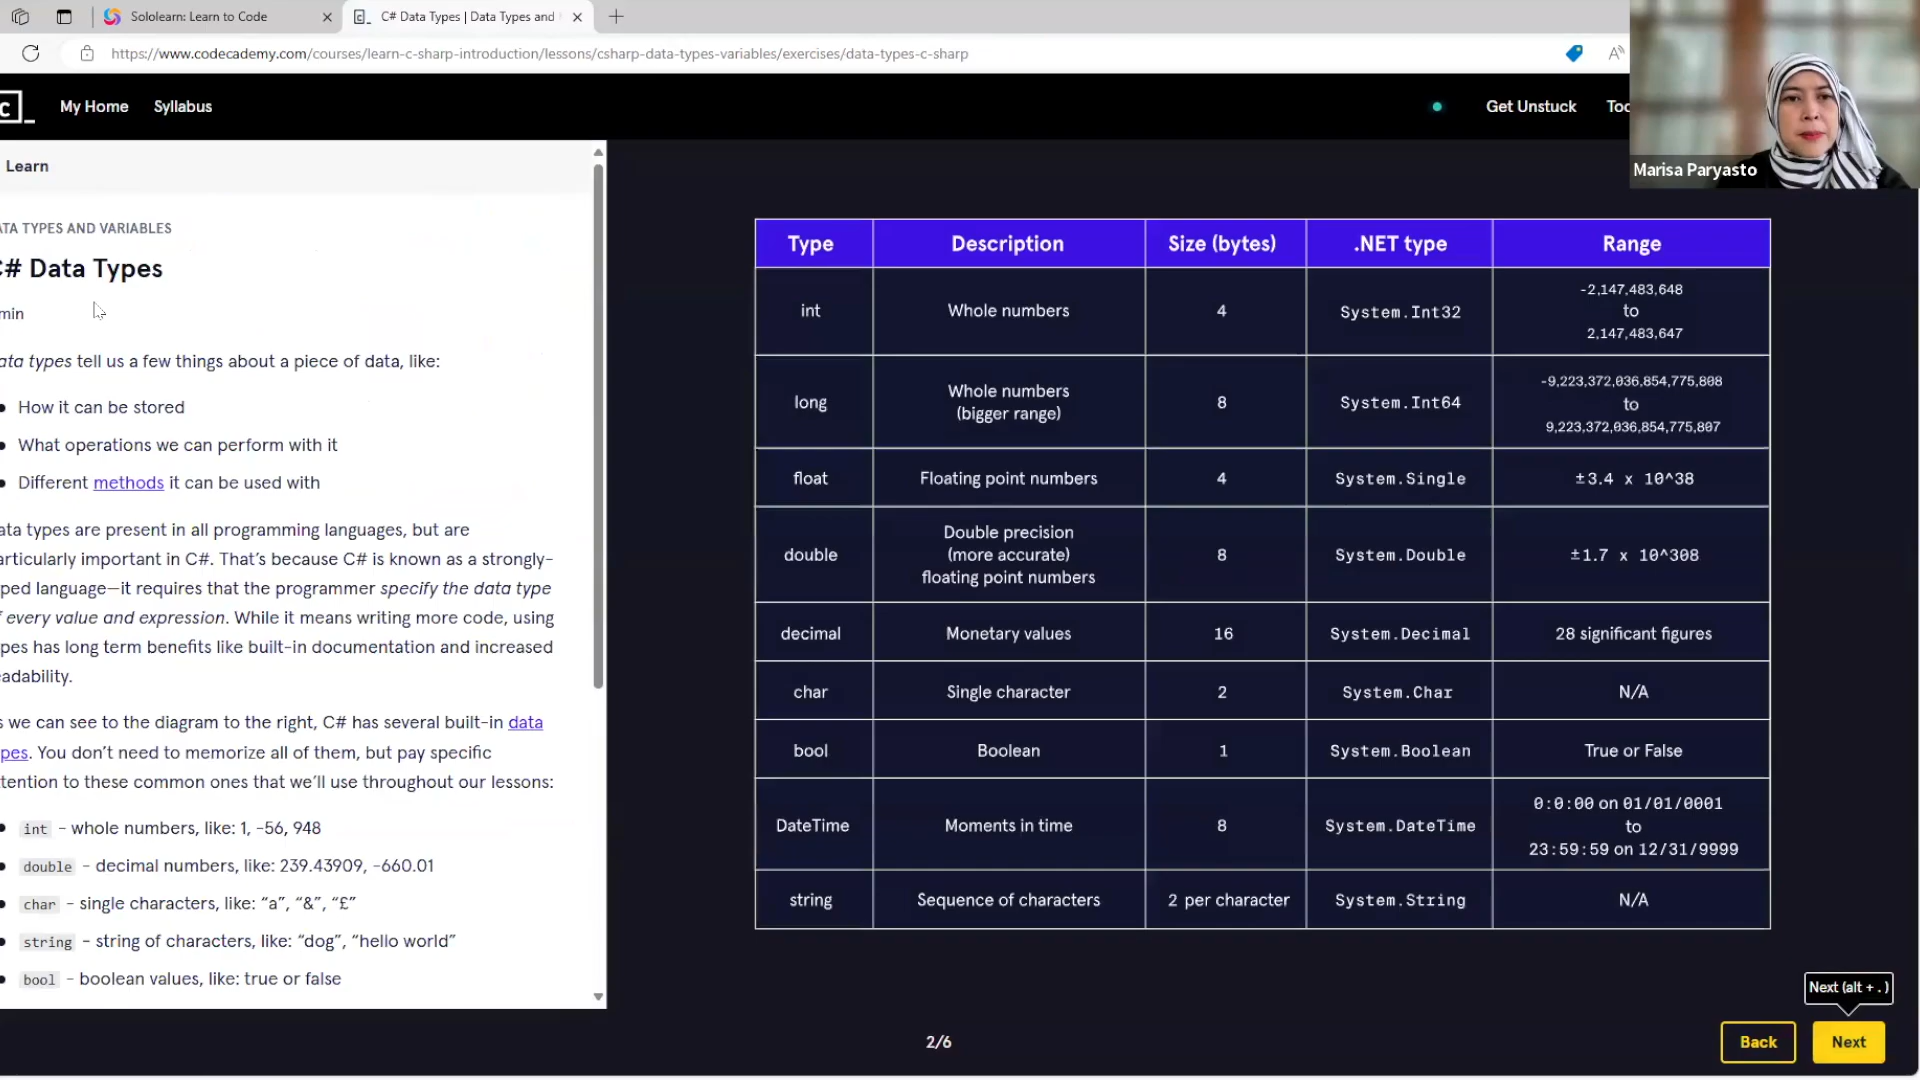 Sololearn: Learn to Code
C# Data Types | Data Types and
https://www.codecademy.com/courses/learn-c-sharp-introduction/lessons/csharp-data-types-variables/exercises/data-types-c-sharp
My Home
Syllabus
Get Unstuck
Too
Marisa Paryasto
Learn
ATA TYPES AND VARIABLES
C# Data Types
min
ata types tell us a few things about a piece of data, like:
How it can be stored
What operations we can perform with it
Different methods it can be used with
ata types are present in all programming languages, but are
articularly important in C#. That’s because C# is known as a strongly-
ped language—it requires that the programmer specify the data type
f every value and expression. While it means writing more code, using
pes has long term benefits like built-in documentation and increased
adability.
s we can see to the diagram to the right, C# has several built-in data
pes. You don’t need to memorize all of them, but pay specific
ttention to these common ones that we’ll use throughout our lessons:
int – whole numbers, like: 1, -56, 948
double – decimal numbers, like: 239.43909, -660.01
char – single characters, like: “a”, “&”, “£”
string – string of characters, like: “dog”, “hello world”
bool – boolean values, like: true or false
Type Description Size (bytes) .NET type Range
int Whole numbers 4 System.Int32 -2,147,483,648
to
2,147,483,647
long Whole numbers
(bigger range) 8 System.Int64 -9,223,372,036,854,775,808
to
9,223,372,036,854,775,807
float Floating point numbers 4 System.Single ±3.4 x 10^38
double Double precision
(more accurate)
floating point numbers 8 System.Double ±1.7 x 10^308
decimal Monetary values 16 System.Decimal 28 significant figures
char Single character 2 System.Char N/A
bool Boolean 1 System.Boolean True or False
DateTime Moments in time 8 System.DateTime 0:0:00 on 01/01/0001
to
23:59:59 on 12/31/9999
string Sequence of characters 2 per character System.String N/A
Next (alt + . )
2/6
Back
Next